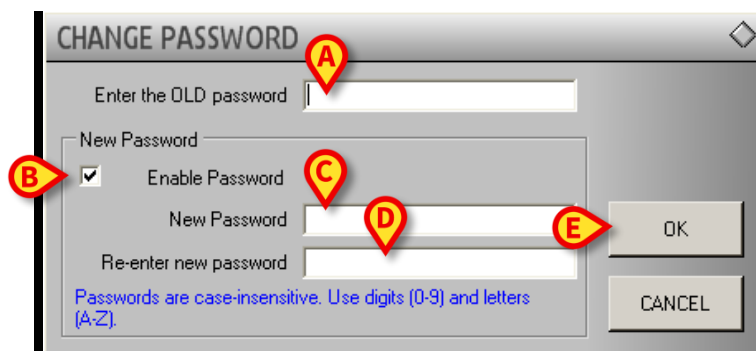 CHANGE PASSWORD
A
Enter the OLD password
New Password
B
Enable Password
C
New Password
D
E
OK
Re-enter new password
Passwords are case-insensitive. Use digits (0-9) and letters
(A-Z).
CANCEL